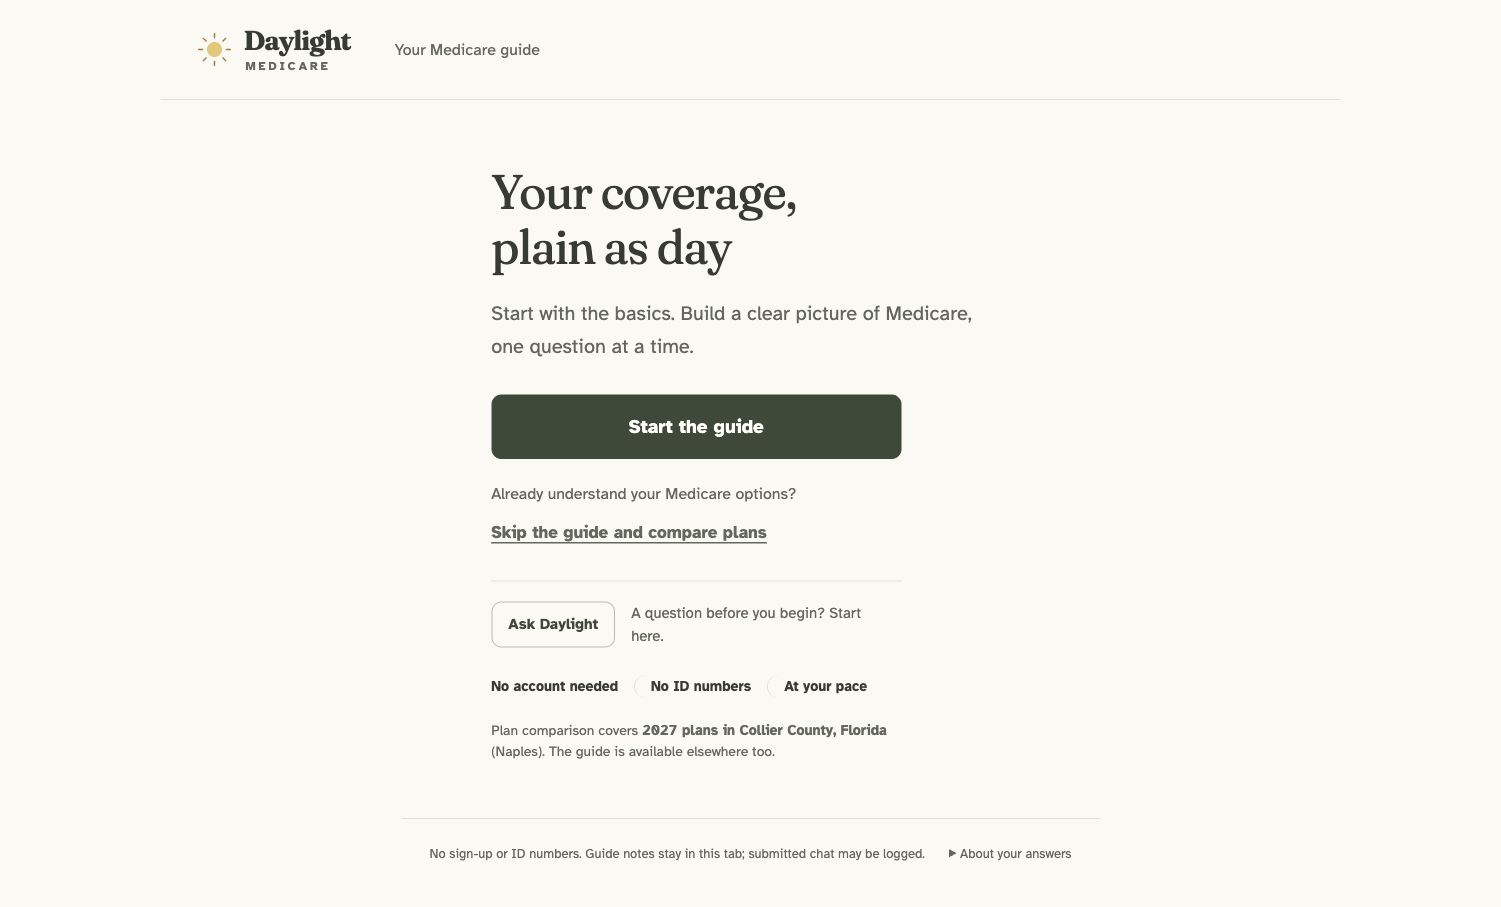 Daylight
MEDICARE
Your Medicare guide
Your coverage,
plain as day
Start with the basics. Build a clear picture of Medicare,
one question at a time.
Start the guide
Already understand your Medicare options?
Skip the guide and compare plans
Ask Daylight
A question before you begin? Start
here.
No account needed
No ID numbers
At your pace
Plan comparison covers 2027 plans in Collier County, Florida
(Naples). The guide is available elsewhere too.
No sign-up or ID numbers. Guide notes stay in this tab; submitted chat may be logged.
About your answers